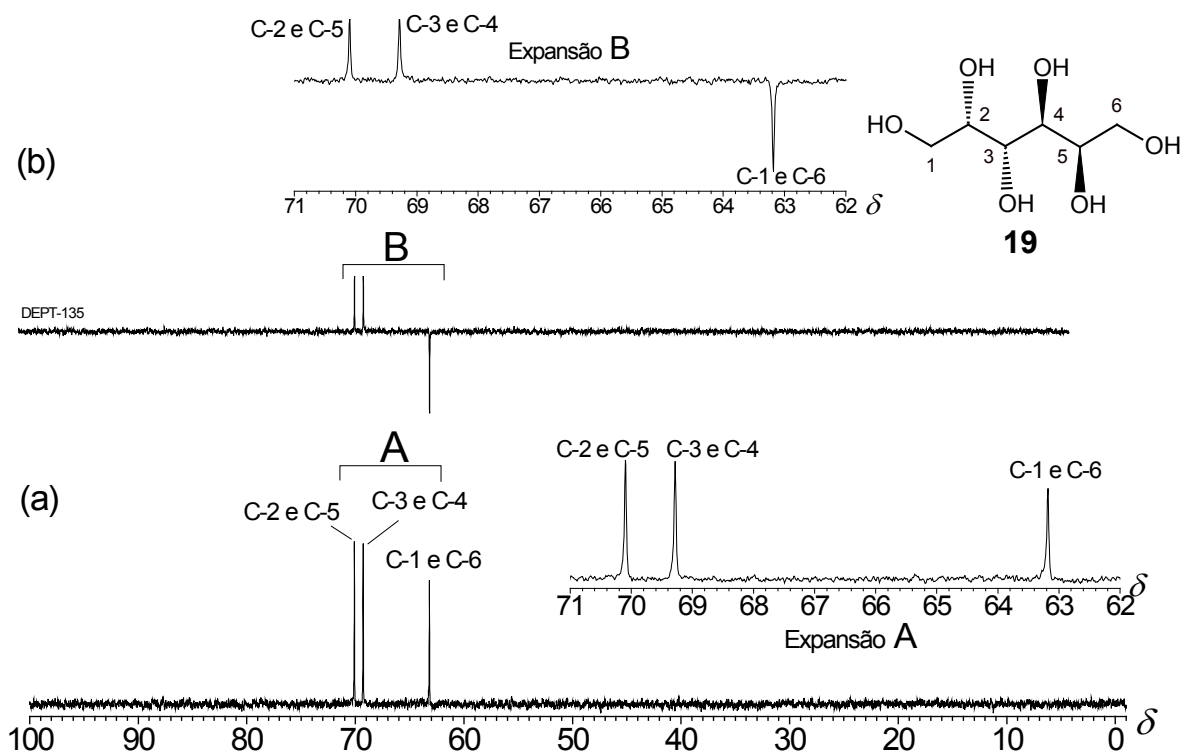 C-2 e C-5
C-3 e C-4
Expansão B
C-1 e C-6
71 70 69 68 67 66 65 64 63 62 δ
(b)
OH OH
HO 2 4 6
1 3 5 OH
OH OH
19
B
DEPT-135
A
(a)
C-2 e C-5
C-3 e C-4
C-1 e C-6
C-2 e C-5 C-3 e C-4
C-1 e C-6
71 70 69 68 67 66 65 64 63 62 δ
Expansão A
100 90 80 70 60 50 40 30 20 10 0 δ